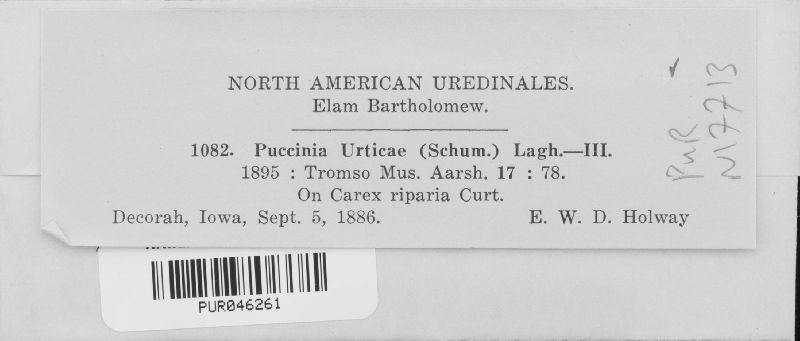 NORTH AMERICAN UREDINALES.
Elam Bartholomew.
1082. Puccinia Urticae (Schum.) Lagh.—III.
1895 : Tromso Mus. Aarsh. 17 : 78.
On Carex riparia Curt.
Decorah, Iowa, Sept. 5, 1886. E. W. D. Holway
✓
PUR
N17713
PUR046261